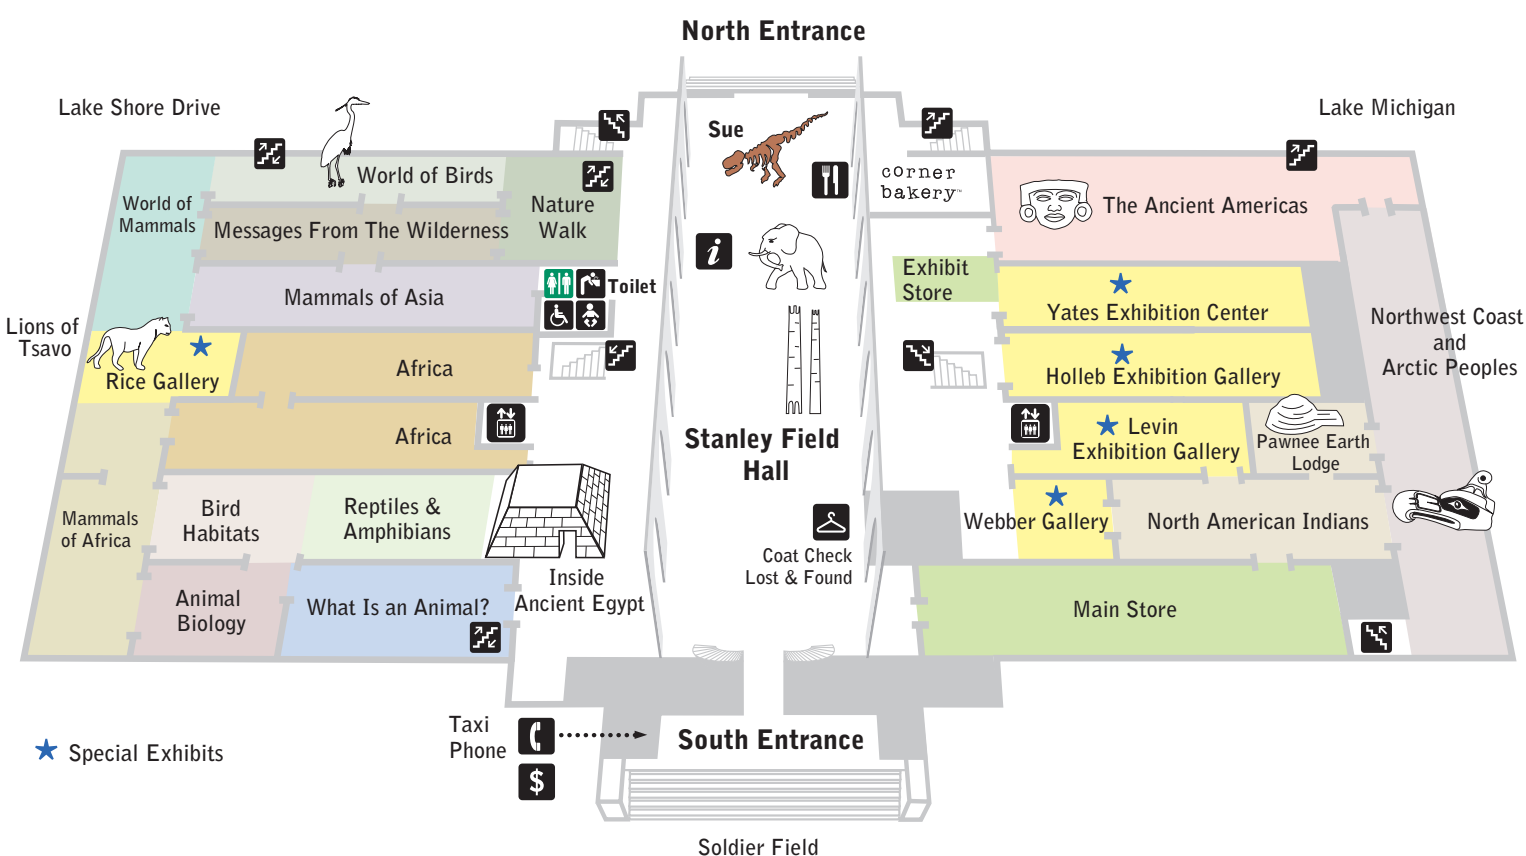 North Entrance
Lake Shore Drive
Lake Michigan
Sue
World of Birds
corner
bakery™
World of
Mammals
Messages From The Wilderness
Nature
Walk
The Ancient Americas
i
Exhibit
Store
Mammals of Asia
Toilet
Yates Exhibition Center
Lions of
Tsavo
Rice Gallery
Africa
Holleb Exhibition Gallery
Northwest Coast
and
Arctic Peoples
Africa
Stanley Field
Hall
Levin
Exhibition Gallery
Pawnee Earth
Lodge
Mammals
of Africa
Bird
Habitats
Reptiles &
Amphibians
Webber Gallery
North American Indians
Coat Check
Lost & Found
Inside
Ancient Egypt
Animal
Biology
What Is an Animal?
Main Store
Taxi
Phone
South Entrance
$
Special Exhibits
Soldier Field